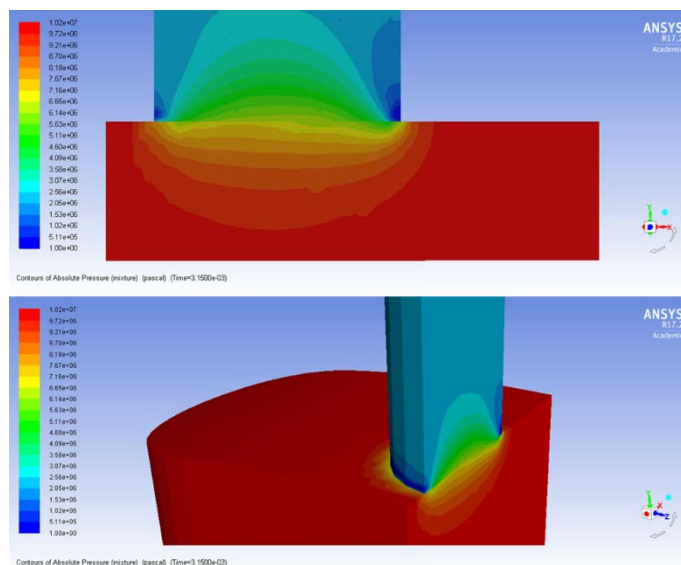 1.02e+07
9.72e+06
9.21e+06
8.70e+06
8.18e+06
7.67e+06
7.16e+06
6.65e+06
6.14e+06
5.63e+06
5.11e+06
4.60e+06
4.09e+06
3.58e+06
3.07e+06
2.56e+06
2.05e+06
1.53e+06
1.02e+06
5.11e+05
1.00e+00
ANSYS
R17.2
Academic
Y
X
Contours of Absolute Pressure (mixture) (pascal) (Time=3.1500e-03)
1.02e+07
9.72e+06
9.21e+06
8.70e+06
8.18e+06
7.67e+06
7.16e+06
6.65e+06
6.14e+06
5.63e+06
5.11e+06
4.60e+06
4.09e+06
3.58e+06
3.07e+06
2.56e+06
2.05e+06
1.53e+06
1.02e+06
5.11e+05
1.00e+00
ANSYS
R17.2
Academic
Y
X
Z
Contours of Absolute Pressure (mixture) (pascal) (Time=3.1500e-03)